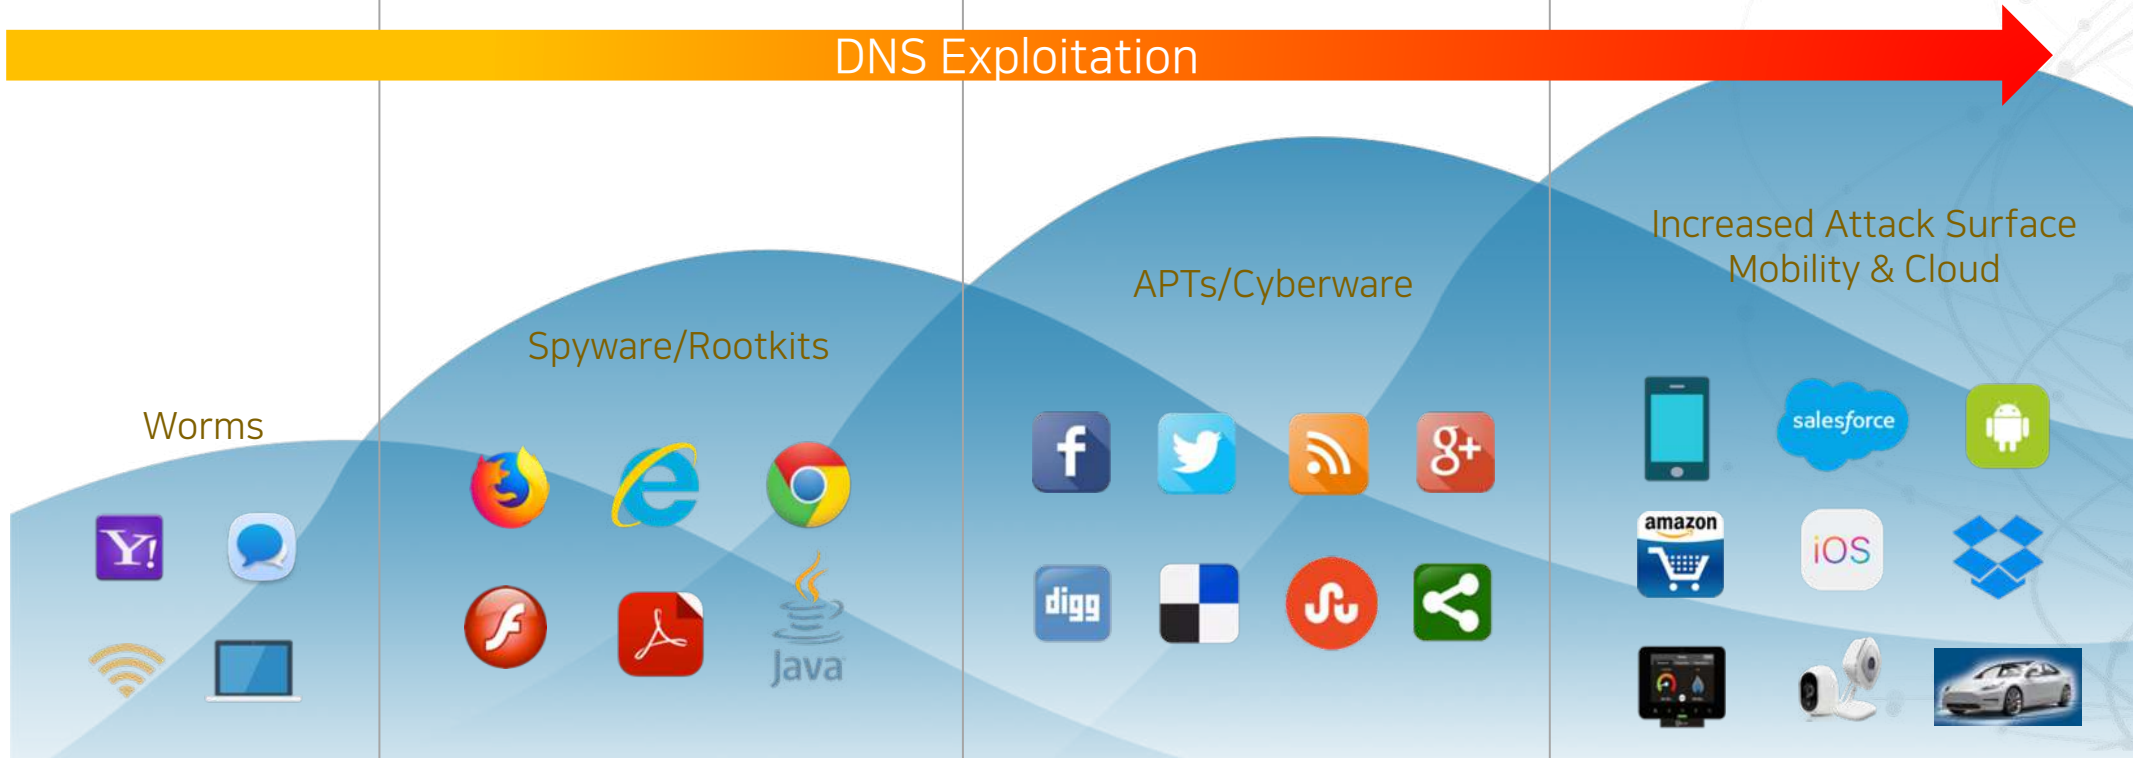 DNS Exploitation
Increased Attack Surface
Mobility & Cloud
APTs/Cyberware
Spyware/Rootkits
Worms
Y!
f
g+
salesforce
amazon
iOS
digg
Java